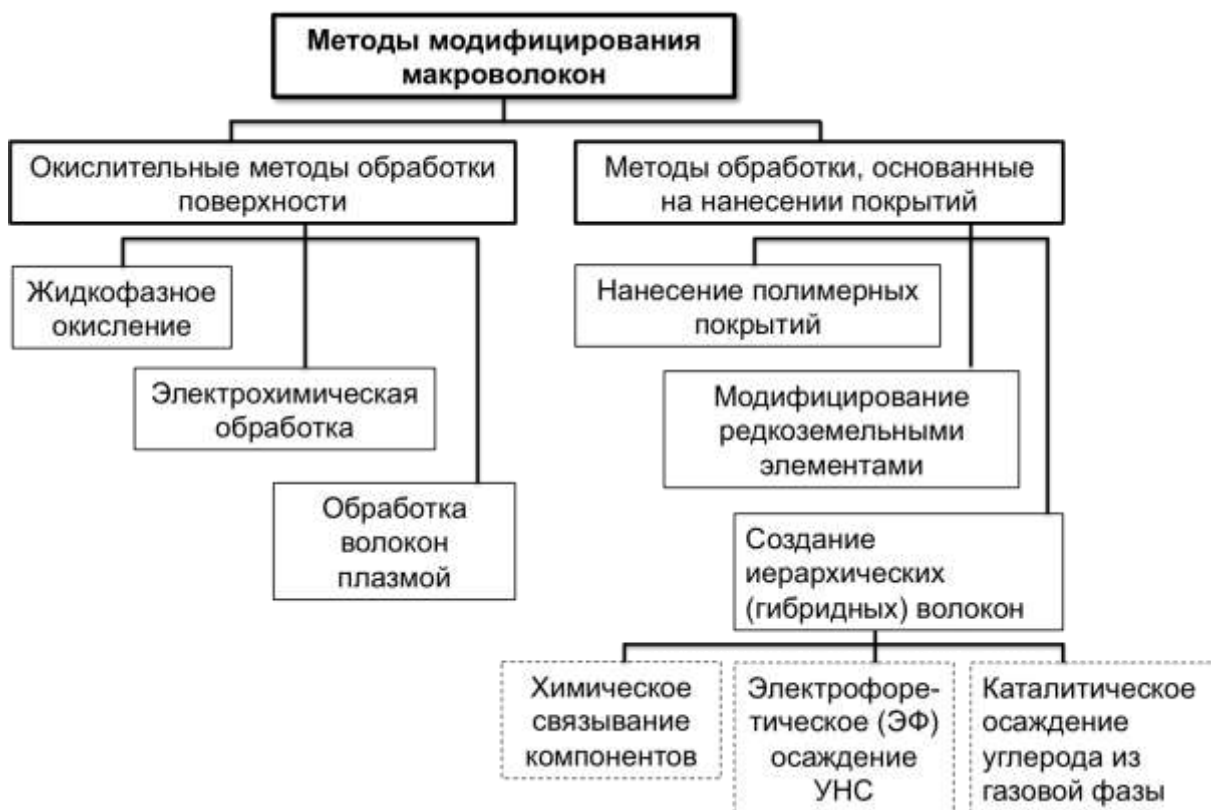 Методы модифицирования
макроволокон
Окислительные методы обработки
поверхности
Методы обработки, основанные
на нанесении покрытий
Жидкофазное
окисление
Электрохимическая
обработка
Обработка
волокон
плазмой
Нанесение полимерных
покрытий
Модифицирование
редкоземельными
элементами
Создание
иерархических
(гибридных) волокон
Химическое
связывание
компонентов
Электрофоре-
тическое (ЭФ)
осаждение
УНС
Каталитическое
осаждение
углерода из
газовой фазы